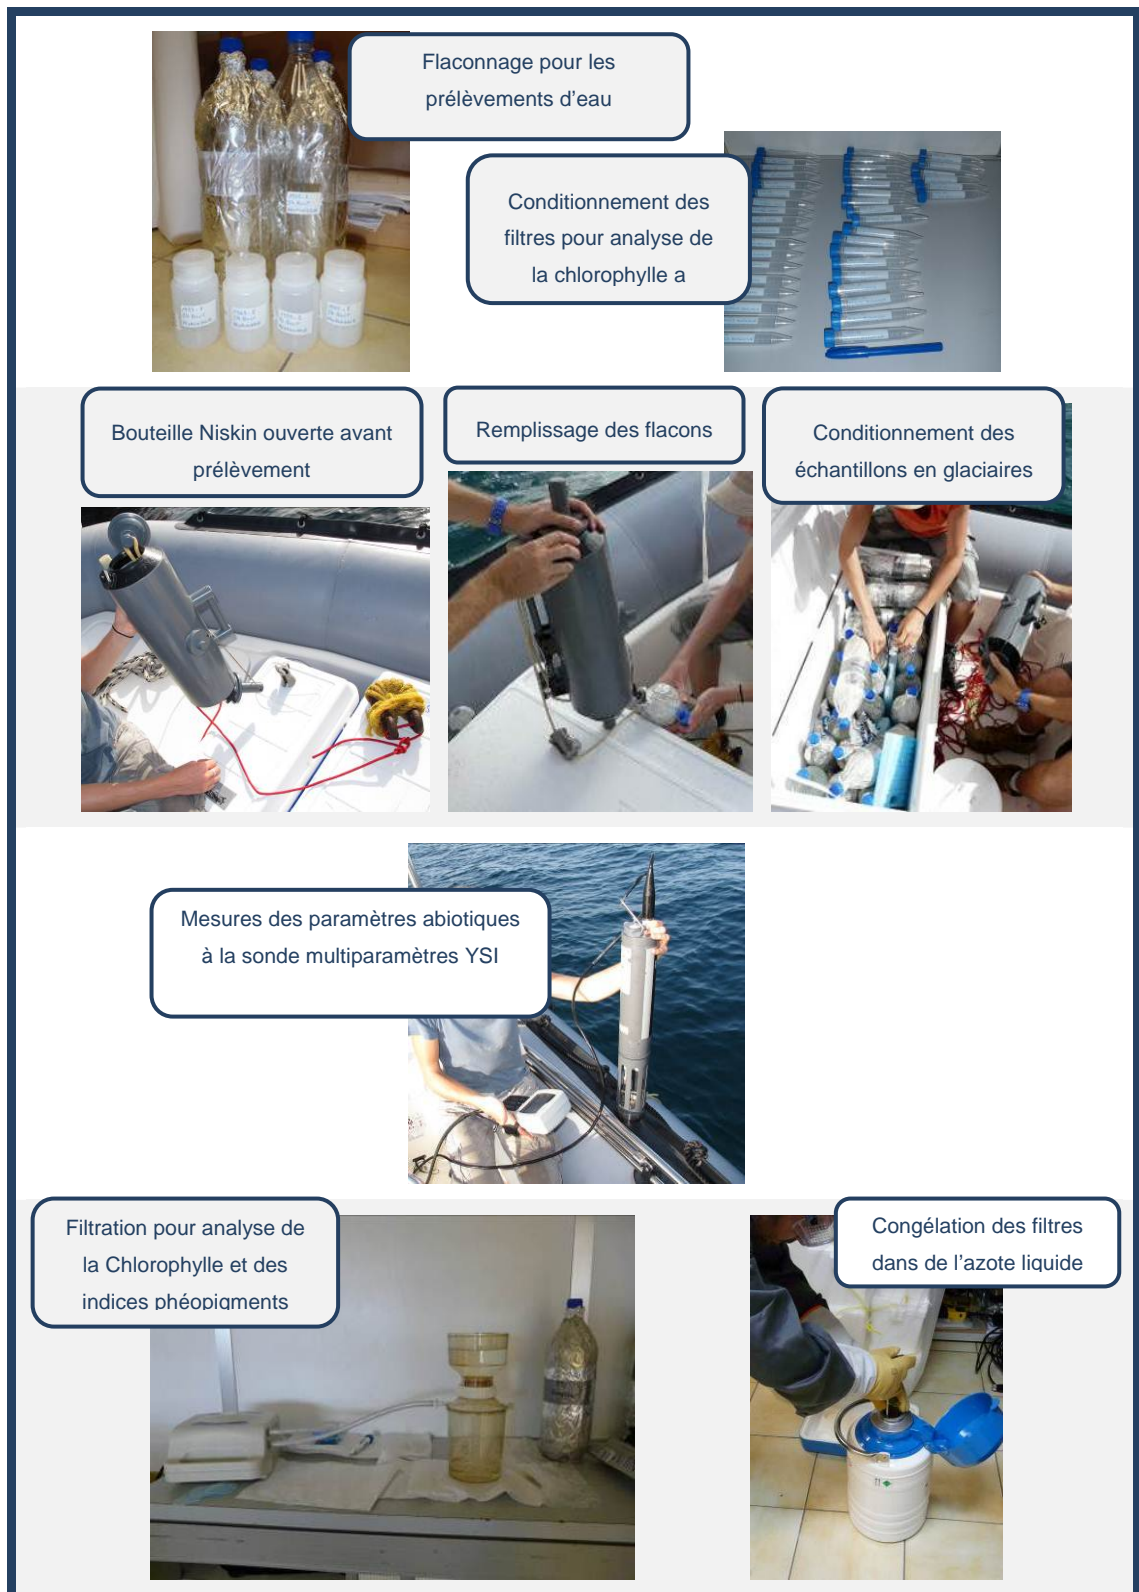 Flaconnage pour les
prélèvements d'eau
Conditionnement des
filtres pour analyse de
la chlorophylle a
Bouteille Niskin ouverte avant
prélèvement
Remplissage des flacons
Conditionnement des
échantillons en glaciaires
Mesures des paramètres abiotiques
à la sonde multiparamètres YSI
Filtration pour analyse de
la Chlorophylle et des
indices phéopigments
Congélation des filtres
dans de l'azote liquide